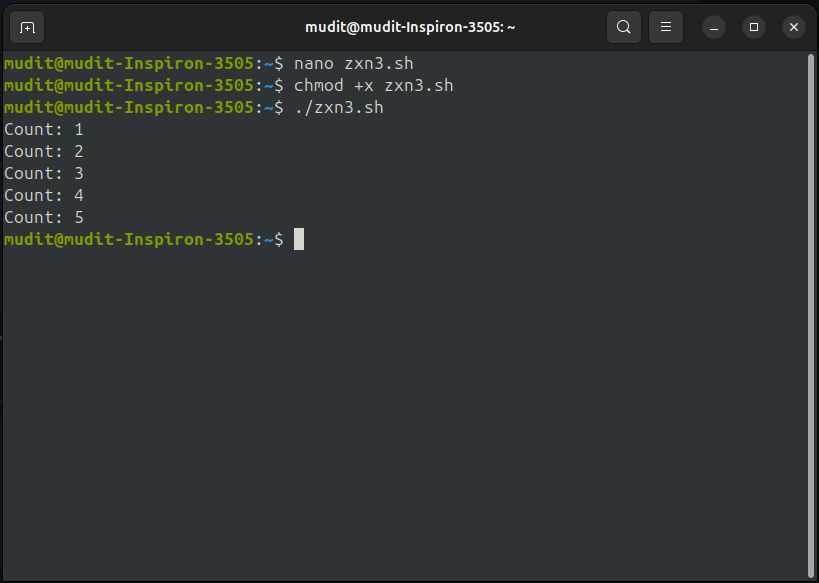 mudit@mudit-Inspiron-3505: ~
mudit@mudit-Inspiron-3505:~$ nano zxn3.sh
mudit@mudit-Inspiron-3505:~$ chmod +x zxn3.sh
mudit@mudit-Inspiron-3505:~$ ./zxn3.sh
Count: 1
Count: 2
Count: 3
Count: 4
Count: 5
mudit@mudit-Inspiron-3505:~$